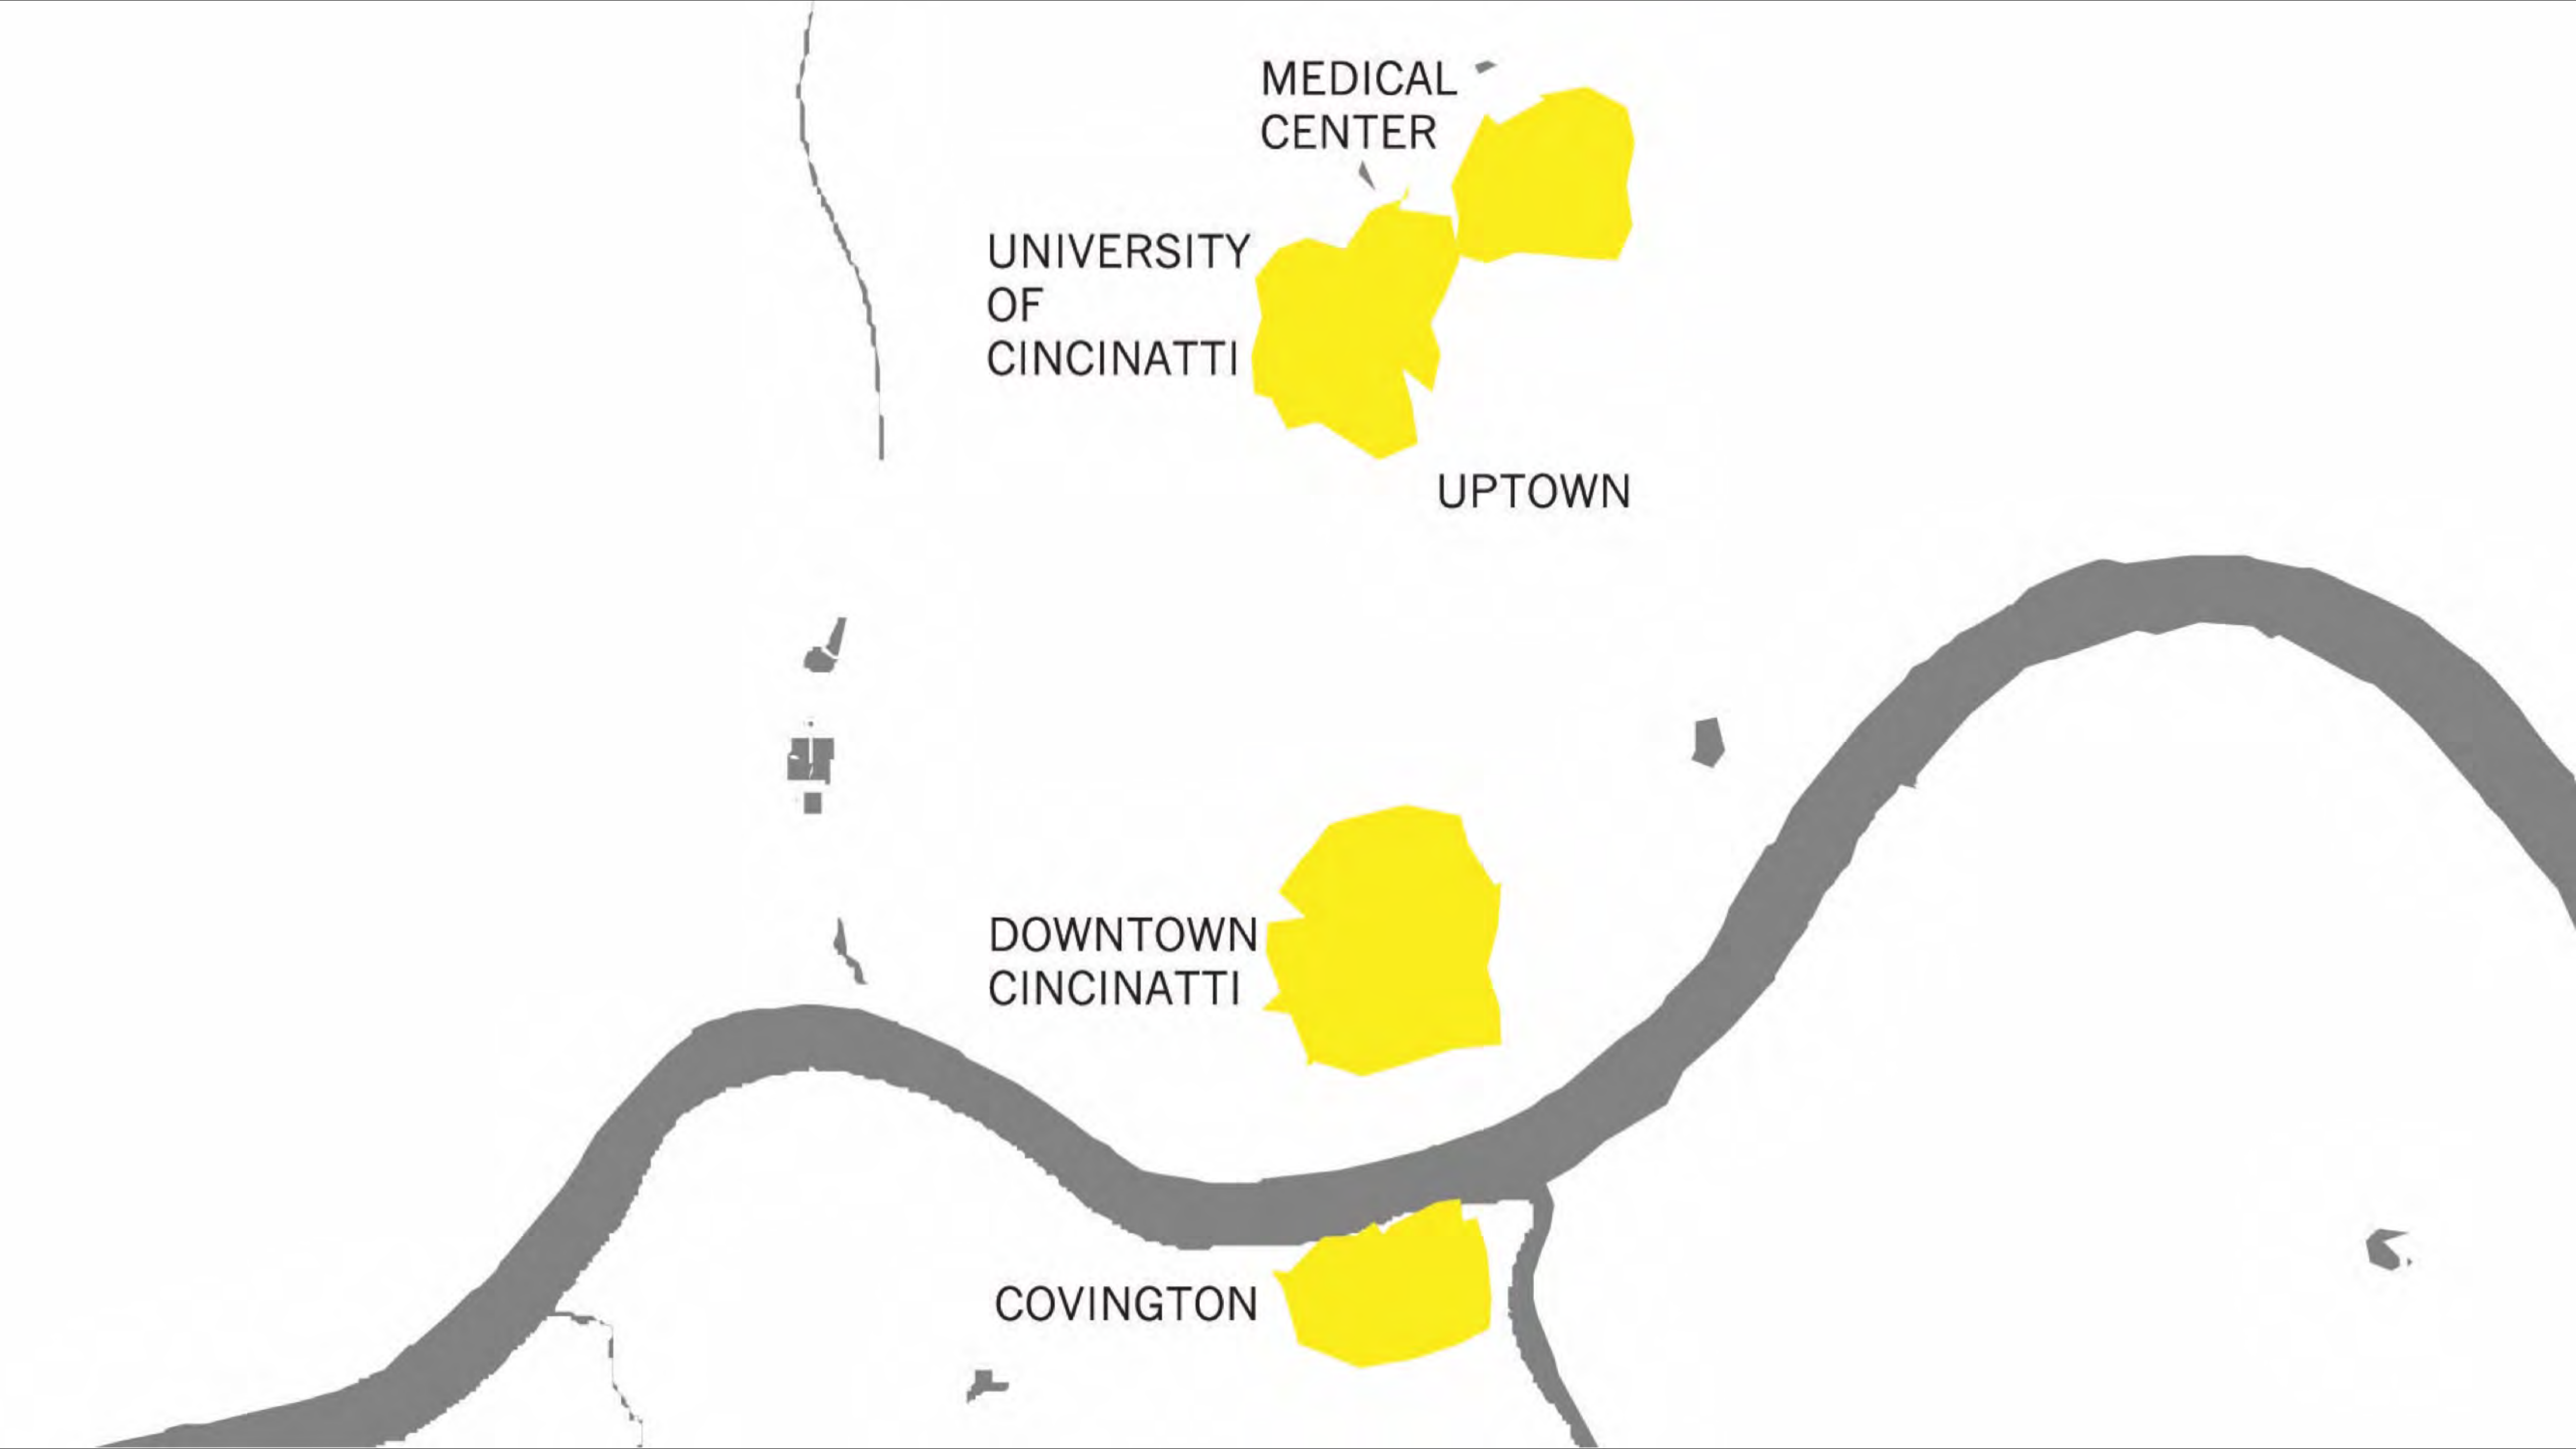 MEDICAL
CENTER
UNIVERSITY
OF
CINCINATTI
UPTOWN
DOWNTOWN
CINCINATTI
COVINGTON